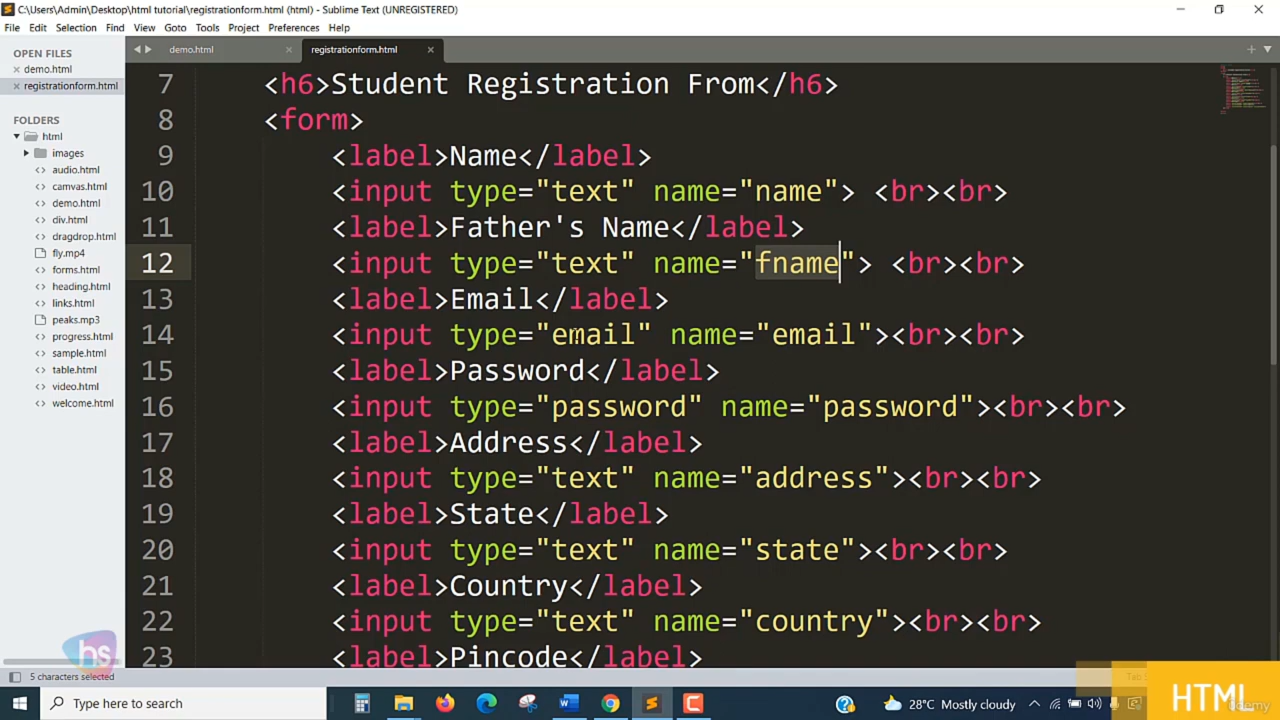 C:\Users\Admin\Desktop\html tutorial\registrationform.html (html) - Sublime Text (UNREGISTERED)
File Edit Selection Find View Goto Tools Project Preferences Help
OPEN FILES
demo.html
registrationform.html
FOLDERS
html
images
audio.html
canvas.html
demo.html
div.html
dragdrop.html
fly.mp4
forms.html
heading.html
links.html
peaks.mp3
progress.html
sample.html
table.html
video.html
welcome.html
demo.html registrationform.html
7 <h6>Student Registration From</h6>
8 <form>
9 <label>Name</label>
10 <input type="text" name="name"> <br><br>
11 <label>Father's Name</label>
12 <input type="text" name="fname"> <br><br>
13 <label>Email</label>
14 <input type="email" name="email"><br><br>
15 <label>Password</label>
16 <input type="password" name="password"><br><br>
17 <label>Address</label>
18 <input type="text" name="address"><br><br>
19 <label>State</label>
20 <input type="text" name="state"><br><br>
21 <label>Country</label>
22 <input type="text" name="country"><br><br>
23 <label>Pincode</label>
hs
5 characters selected
Type here to search
28°C Mostly cloudy
HTML
Udemy